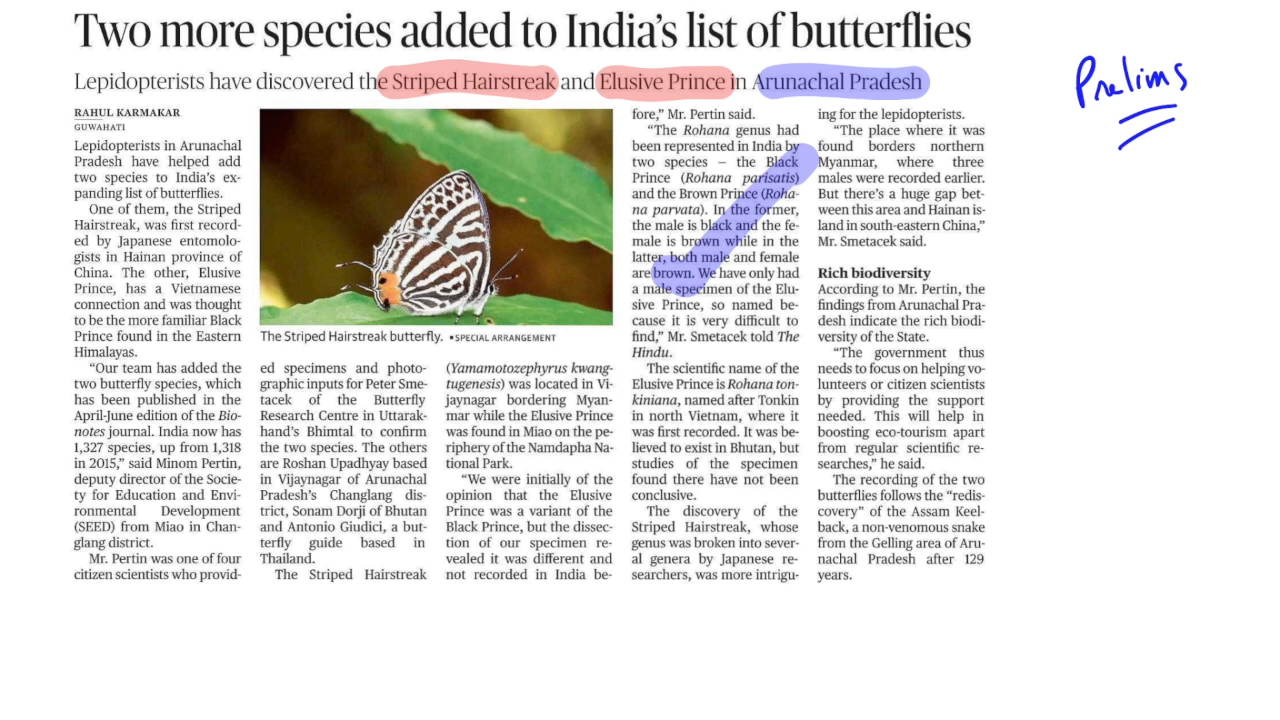 Two more species added to India's list of butterflies
Lepidopterists have discovered the Striped Hairstreak and Elusive Prince in Arunachal Pradesh
Prelims
RAHUL KARMAKAR
GUWAHATI
Lepidopterists in Arunachal
Pradesh have helped add
two species to India's ex-
panding list of butterflies.
One of them, the Striped
Hairstreak, was first record-
ed by Japanese entomolo-
gists in Hainan province of
China. The other, Elusive
Prince, has a Vietnamese
connection and was thought
to be the more familiar Black
Prince found in the Eastern
Himalayas.
"Our team has added the
two butterfly species, which
has been published in the
April-June edition of the Bio-
notes journal. India now has
1,327 species, up from 1,318
in 2015," said Minom Pertin,
deputy director of the Socie-
ty for Education and Envi-
ronmental Development
(SEED) from Miao in Chan-
glang district.
Mr. Pertin was one of four
citizen scientists who provid-
The Striped Hairstreak butterfly. •SPECIAL ARRANGEMENT
ed specimens and photo-
graphic inputs for Peter Sme-
tacek of the Butterfly
Research Centre in Uttarak-
hand's Bhimtal to confirm
the two species. The others
are Roshan Upadhyay based
in Vijaynagar of Arunachal
Pradesh's Changlang dis-
trict, Sonam Dorji of Bhutan
and Antonio Giudici, a but-
terfly guide based in
Thailand.
The Striped Hairstreak
(Yamamotozephyrus kwang-
tugenesis) was located in Vi-
jaynagar bordering Myan-
mar while the Elusive Prince
was found in Miao on the pe-
riphery of the Namdapha Na-
tional Park.
"We were initially of the
opinion that the Elusive
Prince was a variant of the
Black Prince, but the dissec-
tion of our specimen re-
vealed it was different and
not recorded in India be-
fore," Mr. Pertin said.
"The Rohana genus had
been represented in India by
two species – the Black
Prince (Rohana parisatis)
and the Brown Prince (Roha-
na parvata). In the former,
the male is black and the fe-
male is brown while in the
latter, both male and female
are brown. We have only had
a male specimen of the Elu-
sive Prince, so named be-
cause it is very difficult to
find," Mr. Smetacek told The
Hindu.
The scientific name of the
Elusive Prince is Rohana ton-
kiniana, named after Tonkin
in north Vietnam, where it
was first recorded. It was be-
lieved to exist in Bhutan, but
studies of the specimen
found there have not been
conclusive.
The discovery of the
Striped Hairstreak, whose
genus was broken into sever-
al genera by Japanese re-
searchers, was more intrigu-
ing for the lepidopterists.
"The place where it was
found borders northern
Myanmar, where three
males were recorded earlier.
But there's a huge gap bet-
ween this area and Hainan is-
land in south-eastern China,"
Mr. Smetacek said.
Rich biodiversity
According to Mr. Pertin, the
findings from Arunachal Pra-
desh indicate the rich biodi-
versity of the State.
"The government thus
needs to focus on helping vo-
lunteers or citizen scientists
by providing the support
needed. This will help in
boosting eco-tourism apart
from regular scientific re-
searches," he said.
The recording of the two
butterflies follows the "redis-
covery" of the Assam Keel-
back, a non-venomous snake
from the Gelling area of Aru-
nachal Pradesh after 129
years.